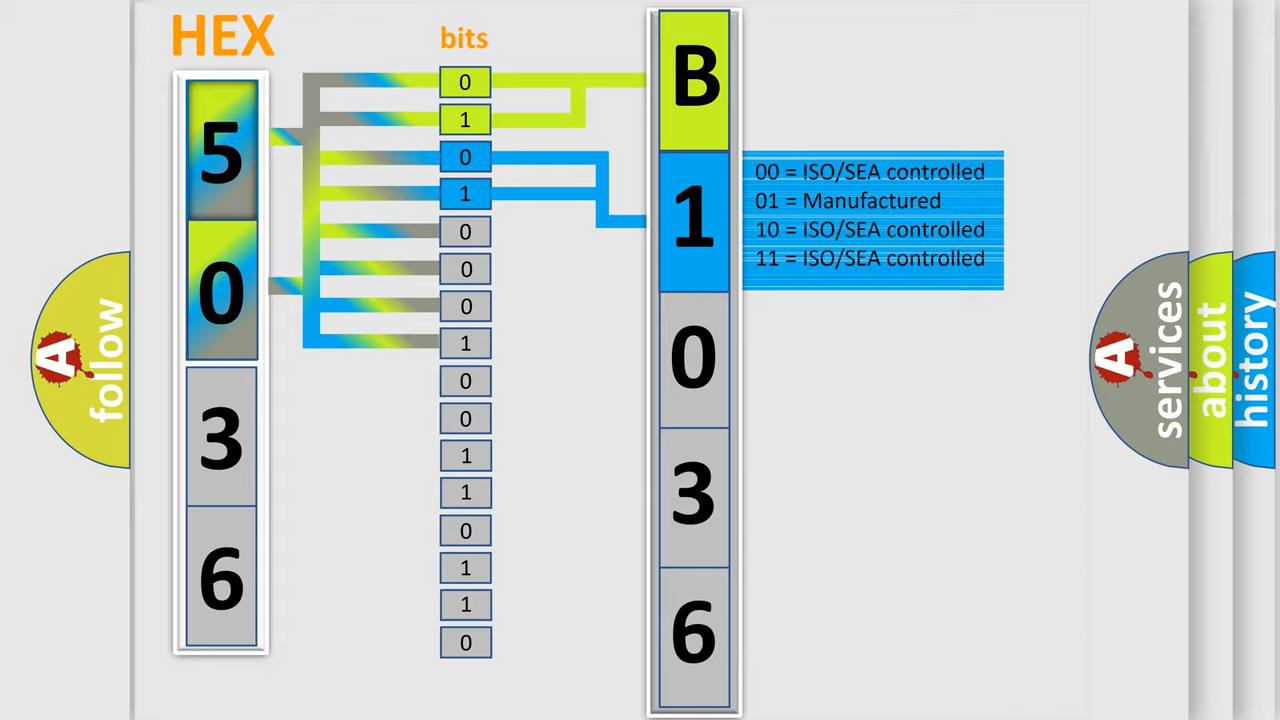 HEX
bits
5
0
3
6
0
1
0
1
0
0
0
1
0
0
1
1
0
1
1
0
B
1
0
3
6
00 = ISO/SEA controlled
01 = Manufactured
10 = ISO/SEA controlled
11 = ISO/SEA controlled
A
follow
A
services
about
history